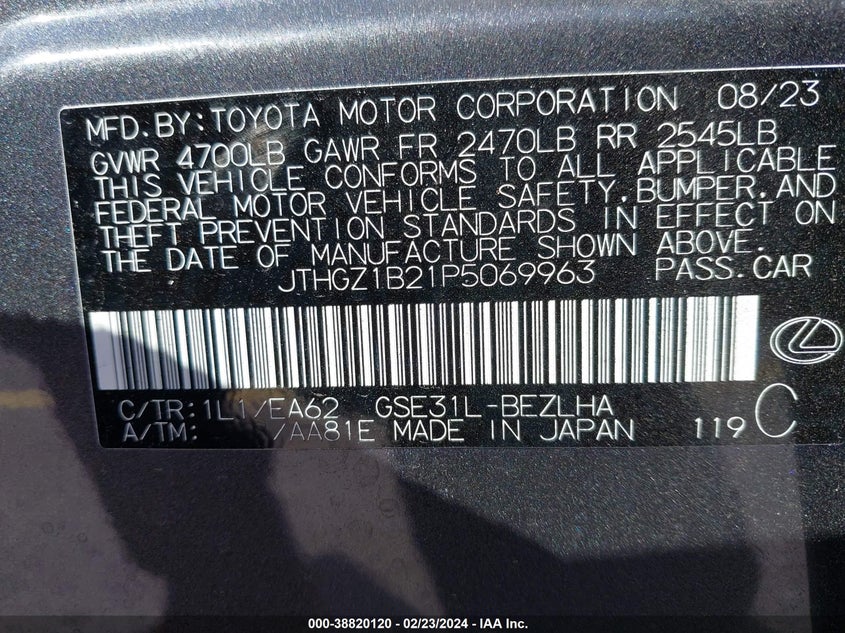 MFD.BY:TOYOTA MOTOR CORPORATION 08/23
GVWR 4700LB GAWR FR 2470LB RR 2545LB
THIS VEHICLE CONFORMS TO ALL APPLICABLE
FEDERAL MOTOR VEHICLE SAFETY.BUMPER.AND
THEFT PREVENTION STANDARDS IN EFFECT ON
THE DATE OF MANUFACTURE SHOWN ABOVE.
JTHGZ1B21P5069963 PASS.CAR
C/TR:1L1/EA62 GSE31L-BEZLHA
A/TM: /AA81E MADE IN JAPAN 119 C
000-38820120 - 02/23/2024 - IAA Inc.